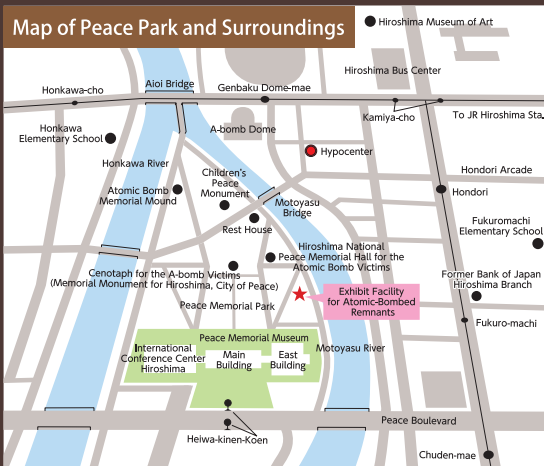 Map of Peace Park and Surroundings
Hiroshima Museum of Art
Hiroshima Bus Center
Honkawa-cho
Aioi Bridge
Genbaku Dome-mae
Kamiya-cho
To JR Hiroshima Sta.
Honkawa
Elementary School
A-bomb Dome
Hypocenter
Honkawa River
Hondori Arcade
Children's
Peace
Monument
Atomic Bomb
Memorial Mound
Hondori
Motoyasu
Bridge
Rest House
Fukuromachi
Elementary School
Hiroshima National
Peace Memorial Hall for the
Atomic Bomb Victims
Cenotaph for the A-bomb Victims
(Memorial Monument for Hiroshima, City of Peace)
Former Bank of Japan
Hiroshima Branch
Exhibit Facility
for Atomic-Bombed
Remnants
Peace Memorial Park
Fukuro-machi
Peace Memorial Museum
Motoyasu River
International
Conference Center
Hiroshima
Main
Building
East
Building
Peace Boulevard
Heiwa-kinen-Koen
Chuden-mae